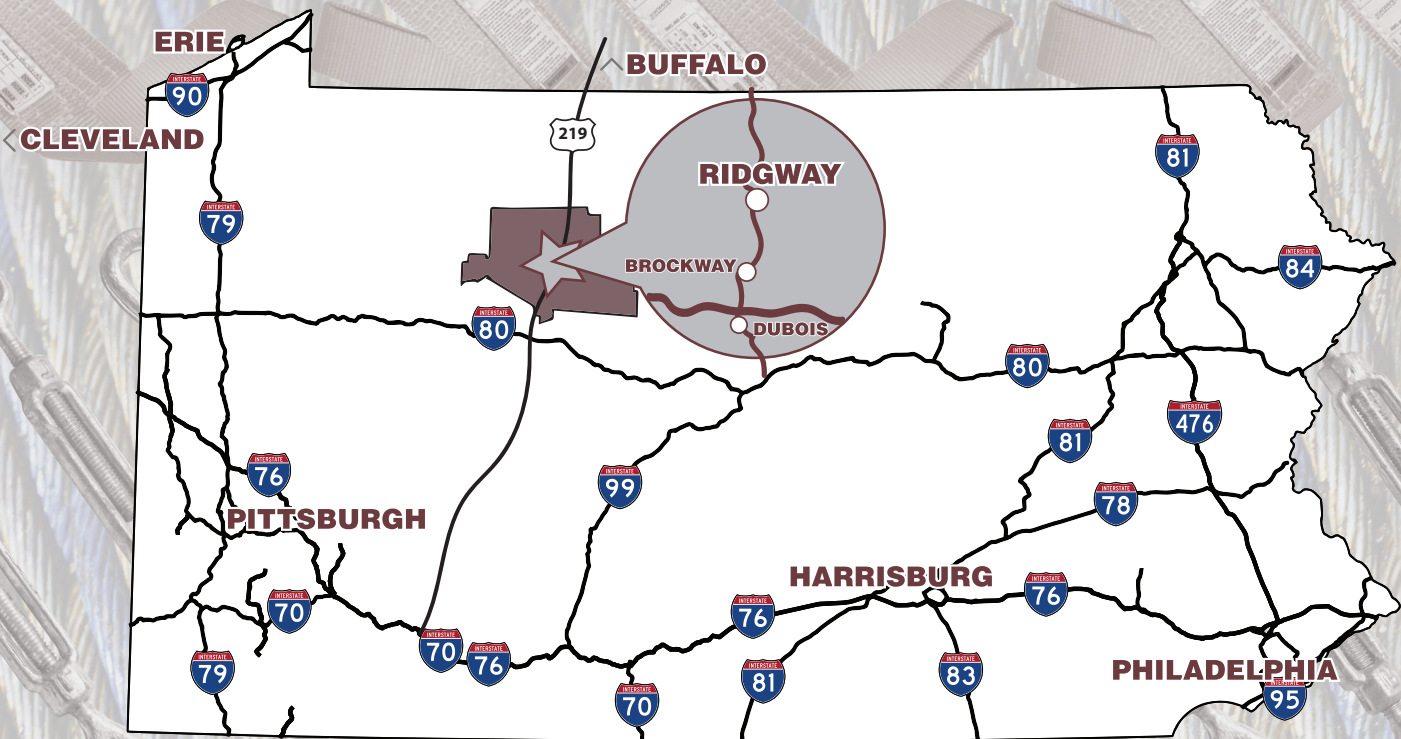 ERIE
BUFFALO
INTERSTATE
90
219
CLEVELAND
INTERSTATE
81
RIDGWAY
INTERSTATE
79
BROCKWAY
INTERSTATE
84
INTERSTATE
80
DUBOIS
INTERSTATE
80
INTERSTATE
476
INTERSTATE
81
INTERSTATE
76
INTERSTATE
99
INTERSTATE
78
PITTSBURGH
HARRISBURG
INTERSTATE
76
INTERSTATE
70
INTERSTATE
76
INTERSTATE
70
INTERSTATE
76
INTERSTATE
79
INTERSTATE
81
INTERSTATE
83
PHILADELPHIA
INTERSTATE
95
INTERSTATE
70